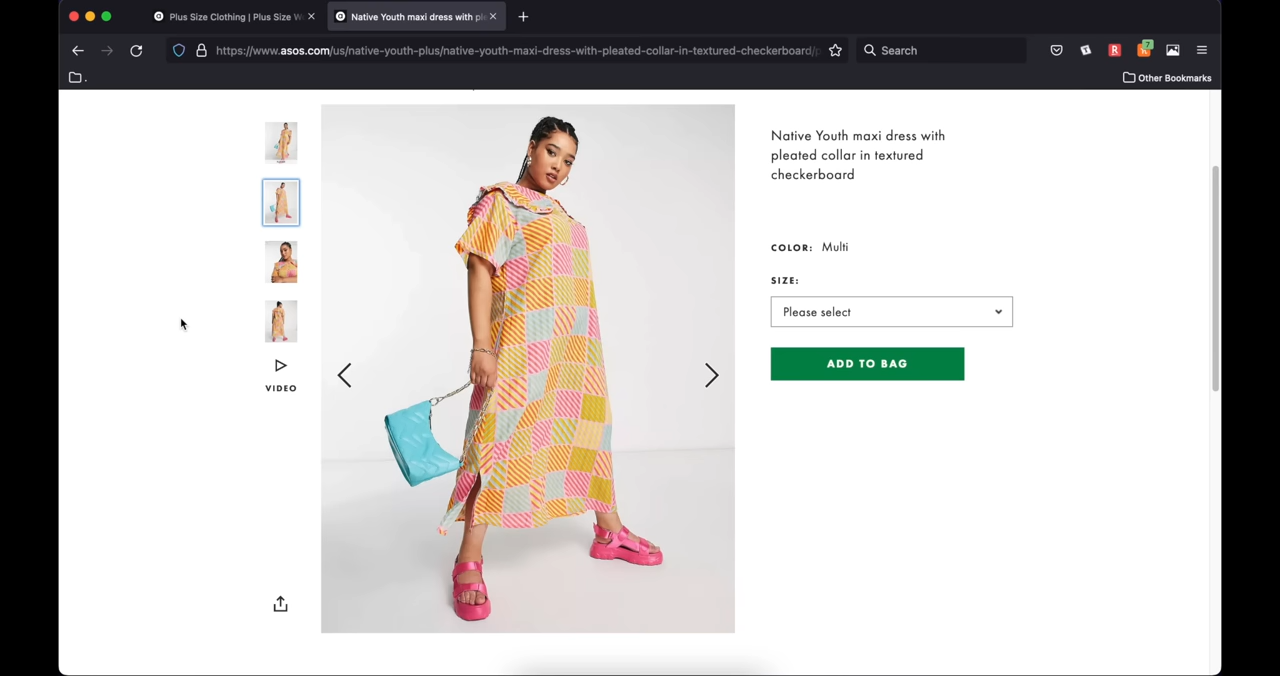 Plus Size Clothing | Plus Size W
Native Youth maxi dress with ple
https://www.asos.com/us/native-youth-plus/native-youth-maxi-dress-with-pleated-collar-in-textured-checkerboard/p
Search
R
7
.
Other Bookmarks
Native Youth maxi dress with
pleated collar in textured
checkerboard
COLOR: Multi
SIZE:
Please select
ADD TO BAG
VIDEO